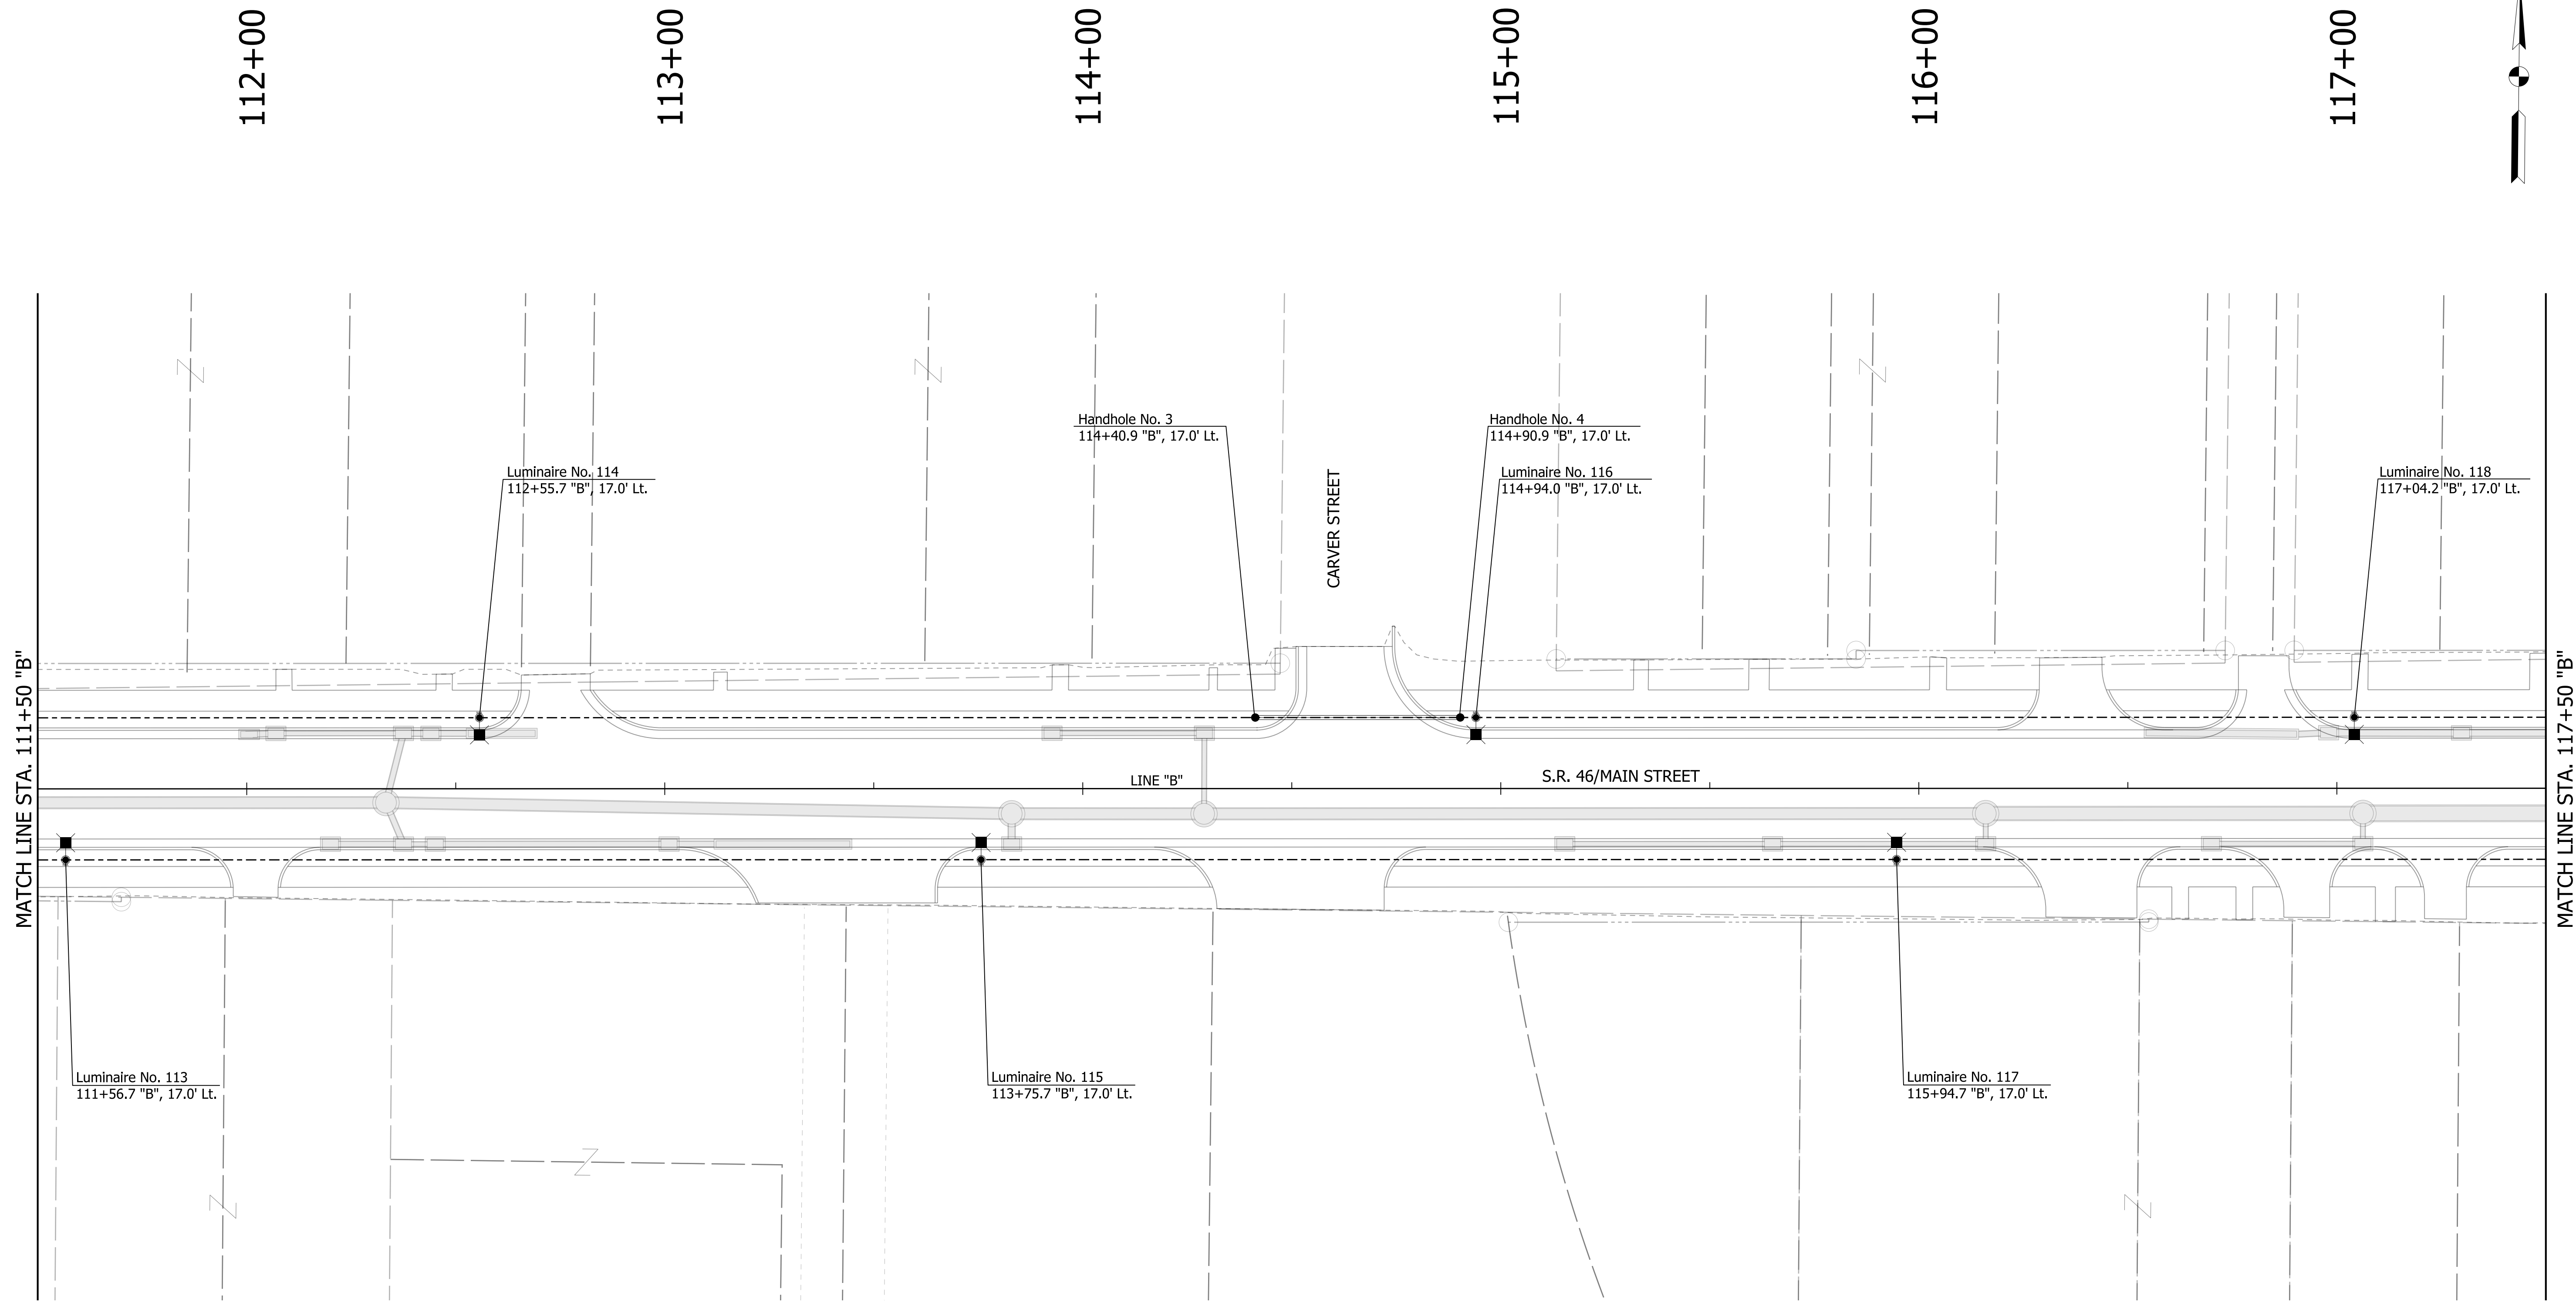 112+00
113+00
114+00
115+00
116+00
117+00
Handhole No. 3
114+40.9 "B", 17.0' Lt.
Handhole No. 4
114+90.9 "B", 17.0' Lt.
Luminaire No. 114
112+55.7 "B", 17.0' Lt.
Luminaire No. 116
114+94.0 "B", 17.0' Lt.
Luminaire No. 118
117+04.2 "B", 17.0' Lt.
CARVER STREET
MATCH LINE STA. 111+50 "B"
LINE "B"
S.R. 46/MAIN STREET
MATCH LINE STA. 117+50 "B"
Luminaire No. 113
111+56.7 "B", 17.0' Lt.
Luminaire No. 115
113+75.7 "B", 17.0' Lt.
Luminaire No. 117
115+94.7 "B", 17.0' Lt.